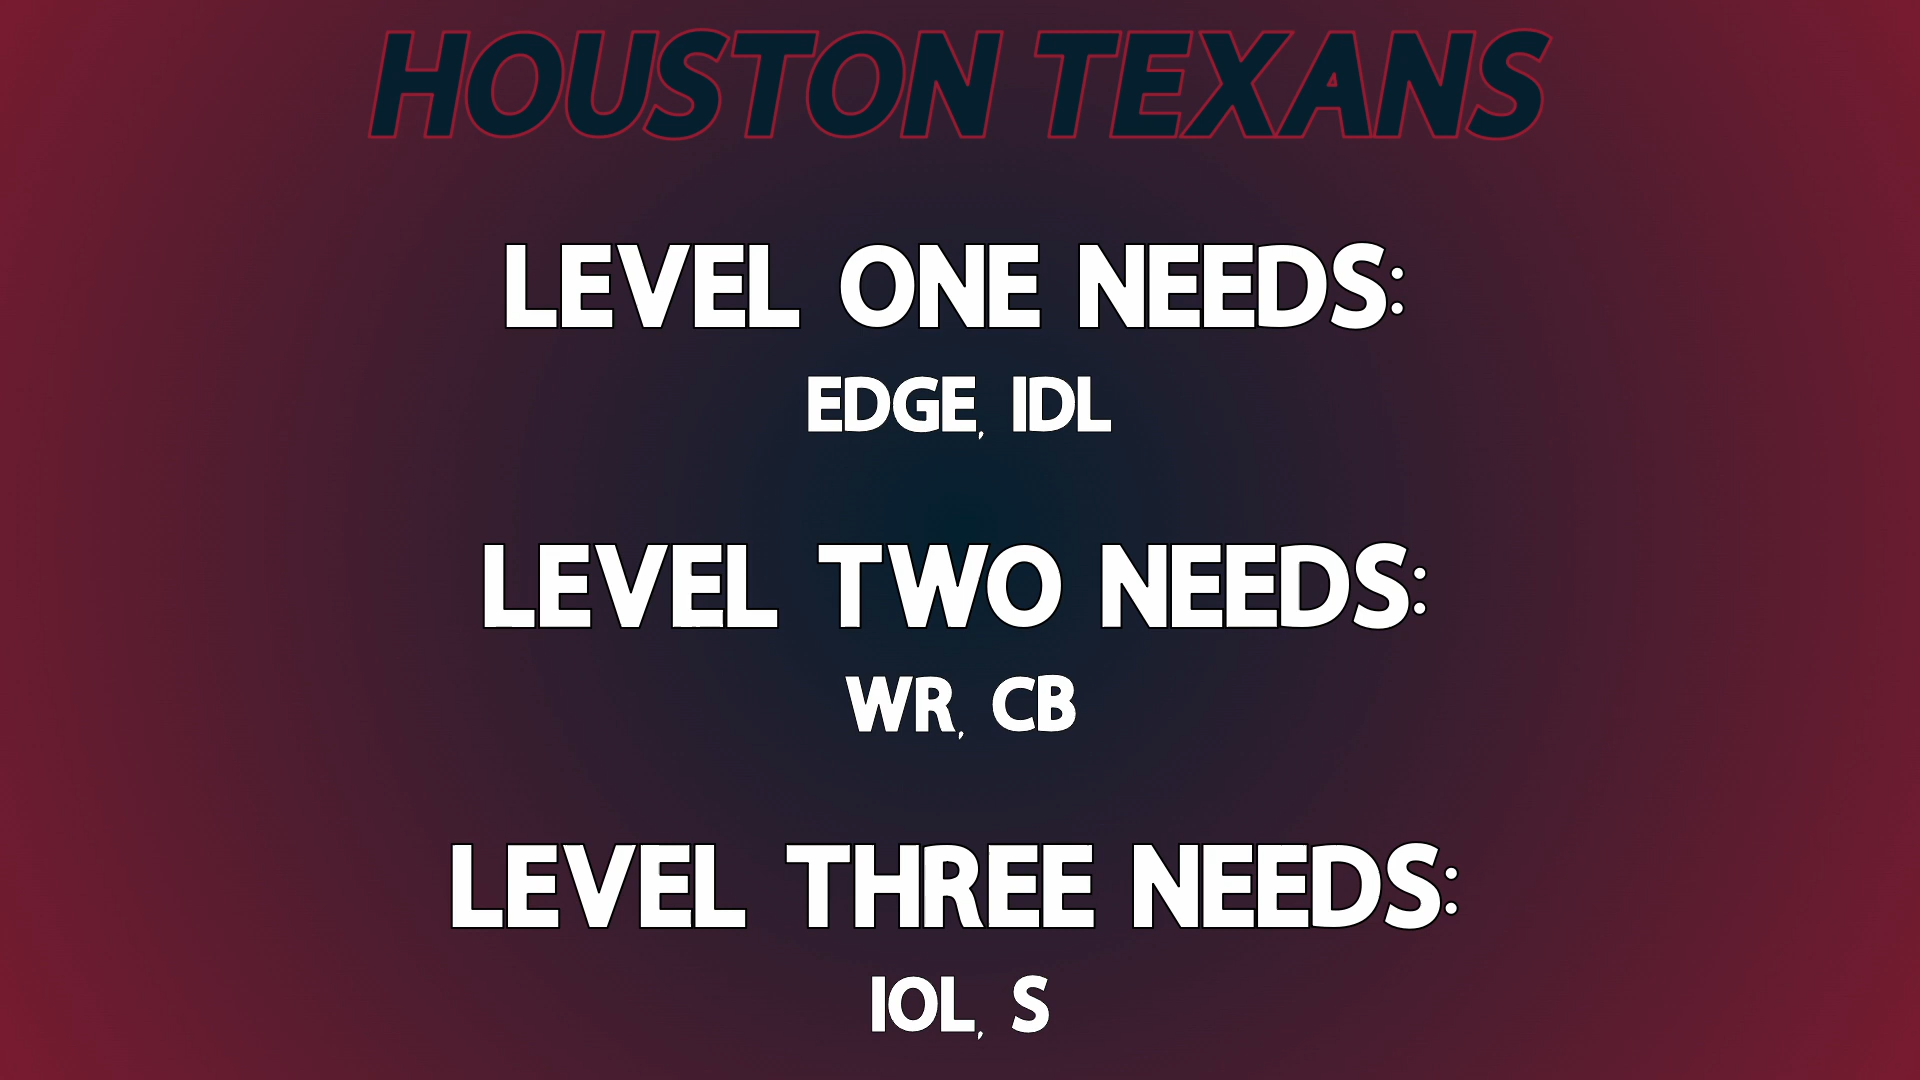 HOUSTON TEXANS
LEVEL ONE NEEDS:
EDGE, IDL
LEVEL TWO NEEDS:
WR, CB
LEVEL THREE NEEDS:
IOL, S